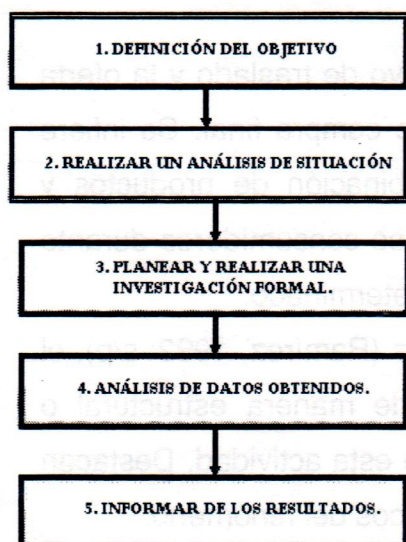 1. DEFINICIÓN DEL OBJETIVO
2. REALIZAR UN ANÁLISIS DE SITUACIÓN
3. PLANEAR Y REALIZAR UNA
INVESTIGACIÓN FORMAL.
4. ANÁLISIS DE DATOS OBTENIDOS.
5. INFORMAR DE LOS RESULTADOS.